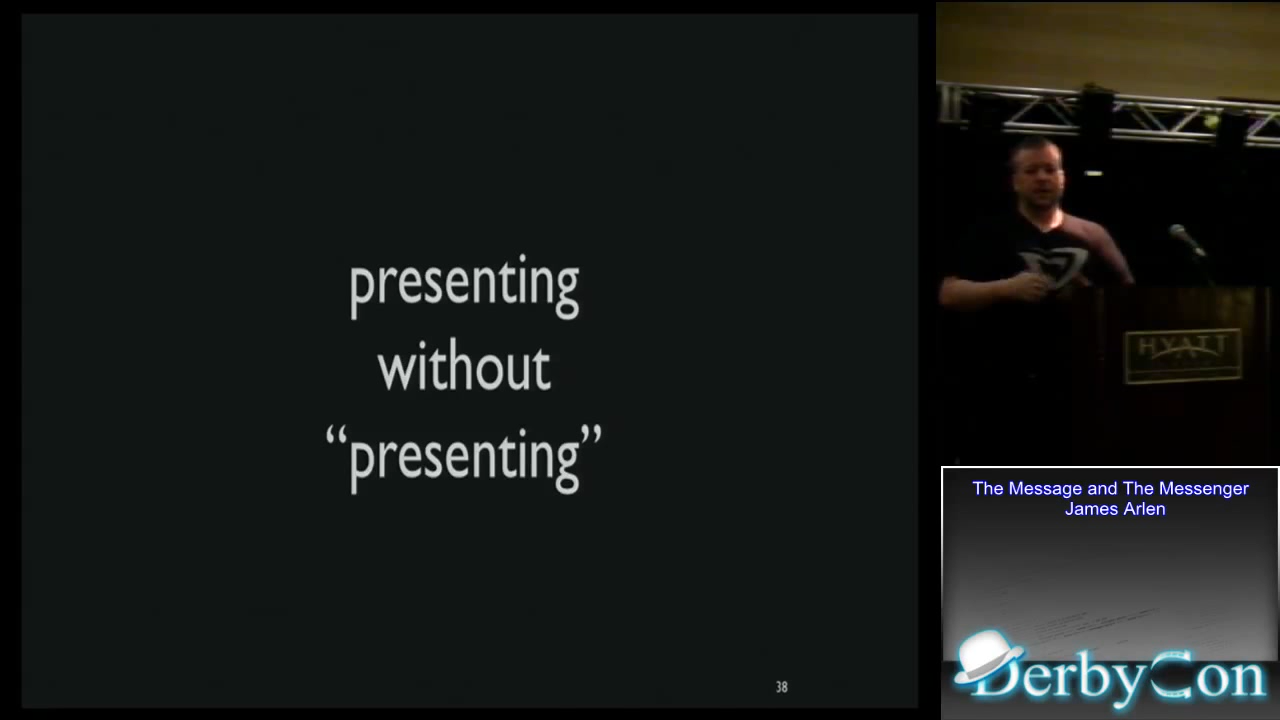 presenting
without
“presenting”
38
HYATT
The Message and The Messenger
James Arlen
DerbyCon